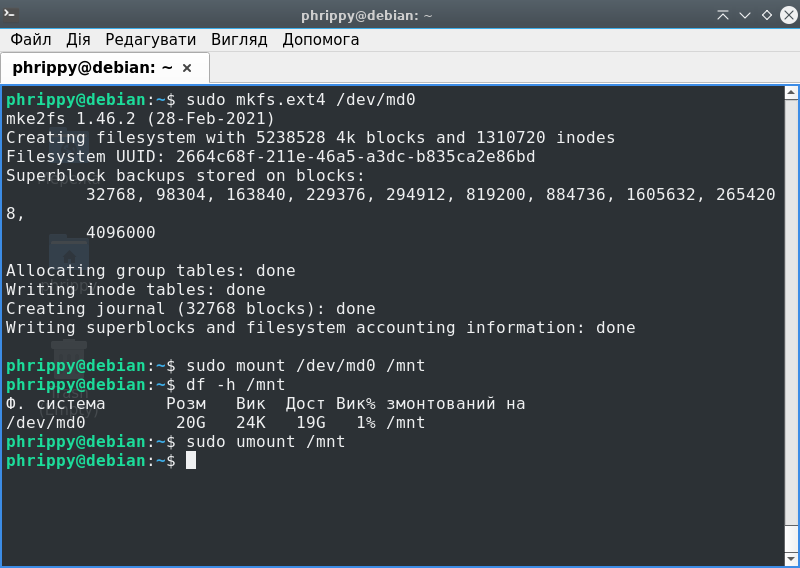 phrippy@debian: ~
Файл Дія Редагувати Вигляд Допомога
phrippy@debian: ~ ×
phrippy@debian:~$ sudo mkfs.ext4 /dev/md0
mke2fs 1.46.2 (28-Feb-2021)
Creating filesystem with 5238528 4k blocks and 1310720 inodes
Filesystem UUID: 2664c68f-211e-46a5-a3dc-b835ca2e86bd
Superblock backups stored on blocks:
32768, 98304, 163840, 229376, 294912, 819200, 884736, 1605632, 265420
8,
4096000
Allocating group tables: done
Writing inode tables: done
Creating journal (32768 blocks): done
Writing superblocks and filesystem accounting information: done
phrippy@debian:~$ sudo mount /dev/md0 /mnt
phrippy@debian:~$ df -h /mnt
Ф. система Розм Вик Дост Вик% змонтований на
/dev/md0 20G 24K 19G 1% /mnt
phrippy@debian:~$ sudo umount /mnt
phrippy@debian:~$